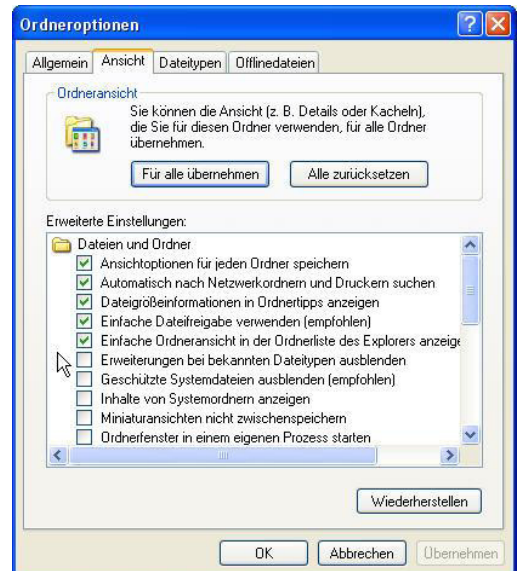 Ordneroptionen
Allgemein Ansicht Dateitypen Offlinedateien
Ordneransicht
Sie können die Ansicht (z. B. Details oder Kacheln),
die Sie für diesen Ordner verwenden, für alle Ordner
übernehmen.
Für alle übernehmen Alle zurücksetzen
Erweiterte Einstellungen:
Dateien und Ordner
Ansichtoptionen für jeden Ordner speichern
Automatisch nach Netzwerkordnern und Druckern suchen
Dateigrößeinformationen in Ordnertipps anzeigen
Einfache Dateifreigabe verwenden (empfohlen)
Einfache Ordneransicht in der Ordnerliste des Explorers anzeige
Erweiterungen bei bekannten Dateitypen ausblenden
Geschützte Systemdateien ausblenden (empfohlen)
Inhalte von Systemordnern anzeigen
Miniaturansichten nicht zwischenspeichern
Ordnerfenster in einem eigenen Prozess starten
Wiederherstellen
OK Abbrechen Übernehmen